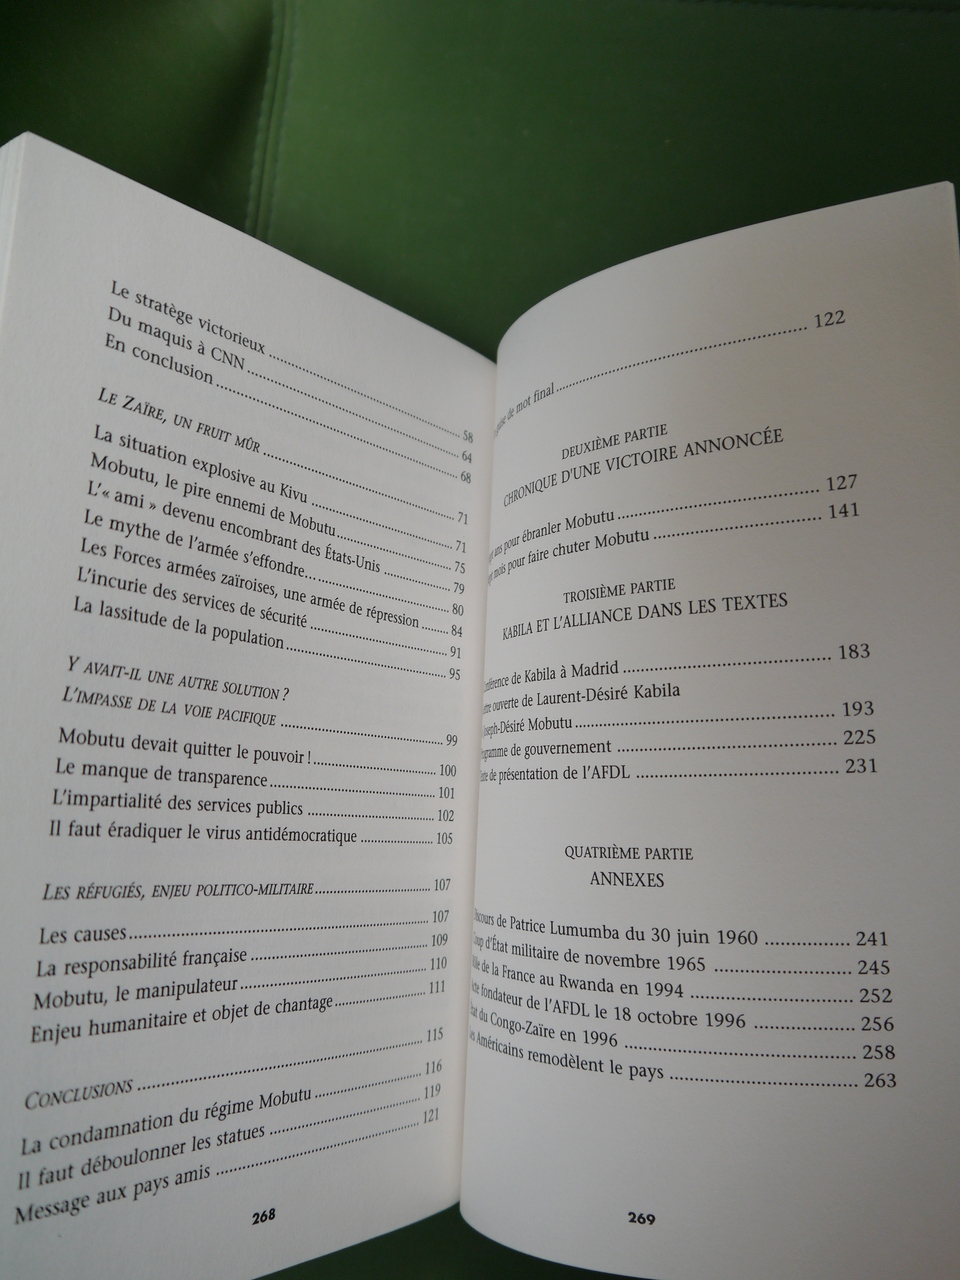 Le stratège victorieux ........ 58
Du maquis à CNN ........ 64
En conclusion ........ 68
LE ZAÏRE, UN FRUIT MÛR ........ 71
La situation explosive au Kivu ........ 71
Mobutu, le pire ennemi de Mobutu ........ 75
L'« ami » devenu encombrant des États-Unis ........ 79
Le mythe de l'armée s'effondre... ........ 80
Les Forces armées zaïroises, une armée de répression ........ 84
L'incurie des services de sécurité ........ 91
La lassitude de la population ........ 95
Y AVAIT-IL UNE AUTRE SOLUTION ?
L'IMPASSE DE LA VOIE PACIFIQUE ........ 99
Mobutu devait quitter le pouvoir ! ........ 100
Le manque de transparence ........ 101
L'impartialité des services publics ........ 102
Il faut éradiquer le virus antidémocratique ........ 105
LES RÉFUGIÉS, ENJEU POLITICO-MILITAIRE ........ 107
Les causes ........ 107
La responsabilité française ........ 109
Mobutu, le manipulateur ........ 110
Enjeu humanitaire et objet de chantage ........ 111
CONCLUSIONS ........ 115
La condamnation du régime Mobutu ........ 116
Il faut déboulonner les statues ........ 119
Message aux pays amis ........ 121
268
de mot final ........ 122
DEUXIÈME PARTIE
CHRONIQUE D'UNE VICTOIRE ANNONCÉE
ans pour ébranler Mobutu ........ 127
mois pour faire chuter Mobutu ........ 141
TROISIÈME PARTIE
KABILA ET L'ALLIANCE DANS LES TEXTES
de Kabila à Madrid ........ 183
ouverte de Laurent-Désiré Kabila
Joseph-Désiré Mobutu ........ 193
de gouvernement ........ 225
de présentation de l'AFDL ........ 231
QUATRIÈME PARTIE
ANNEXES
de Patrice Lumumba du 30 juin 1960 ........ 241
d'État militaire de novembre 1965 ........ 245
de la France au Rwanda en 1994 ........ 252
fondateur de l'AFDL le 18 octobre 1996 ........ 256
du Congo-Zaïre en 1996 ........ 258
Américains remodèlent le pays ........ 263
269